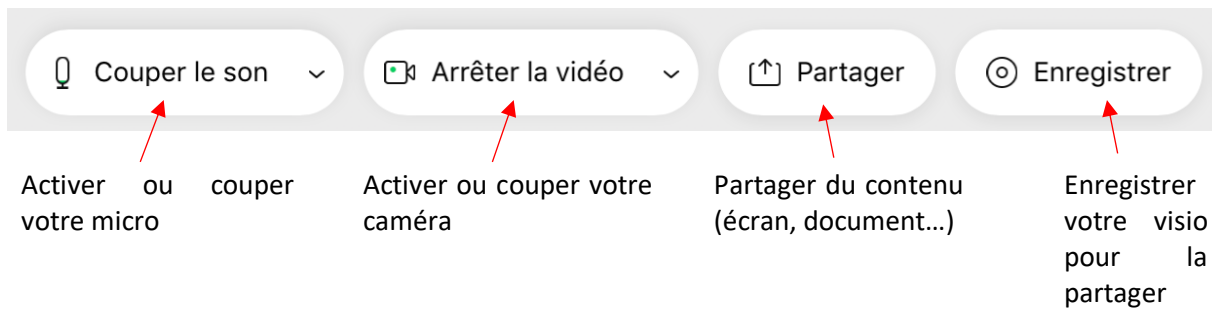 Couper le son
Arrêter la vidéo
Partager
Enregistrer
Activer ou couper
votre micro
Activer ou couper votre
caméra
Partager du contenu
(écran, document…)
Enregistrer
votre visio
pour la
partager